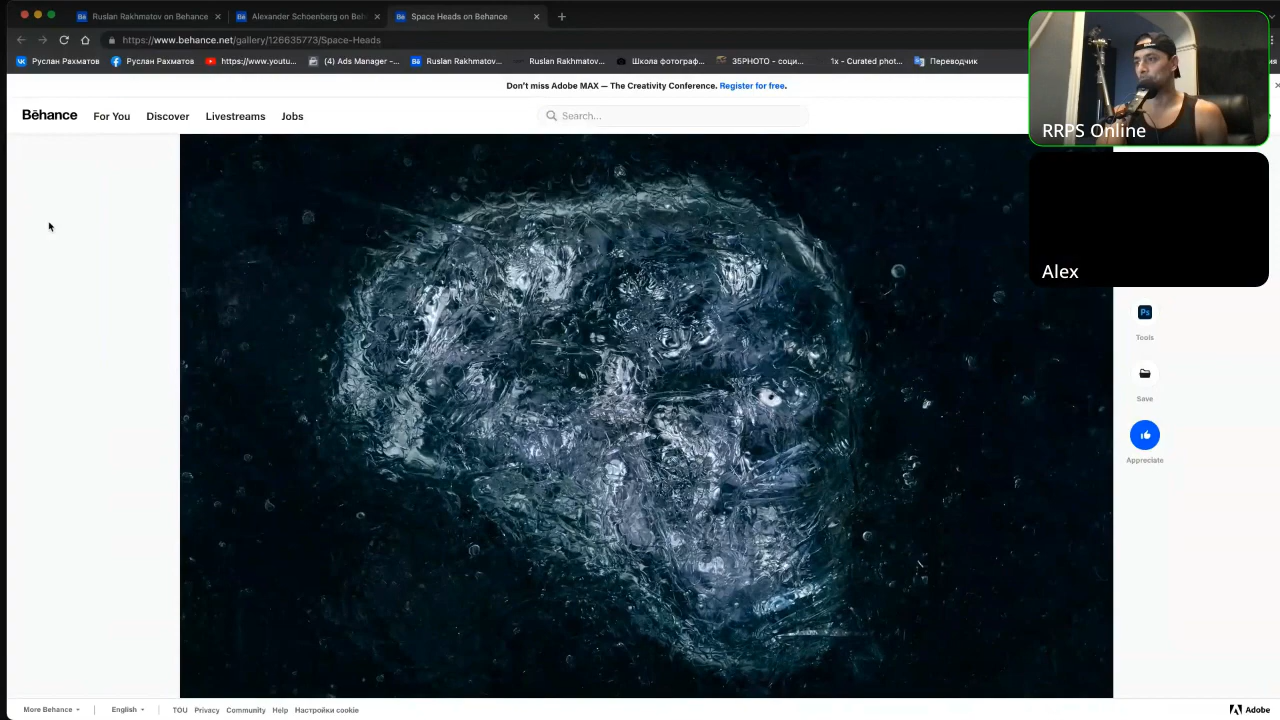 Ruslan Rakhmatov on Behance
Alexander Schoenberg on Beh
Space Heads on Behance
https://www.behance.net/gallery/126635773/Space-Heads
Руслан Рахматов
Руслан Рахматов
https://www.youtu...
(4) Ads Manager -...
Ruslan Rakhmatov...
Ruslan Rakhmatov...
Школа фотограф...
35PHOTO - соци...
1x - Curated phot...
Переводчик
Don't miss Adobe MAX — The Creativity Conference. Register for free.
Bēhance
For You
Discover
Livestreams
Jobs
Search...
RRPS Online
Alex
Ps
Tools
Save
Appreciate
More Behance
English
TOU
Privacy
Community
Help
Настройки cookie
Adobe